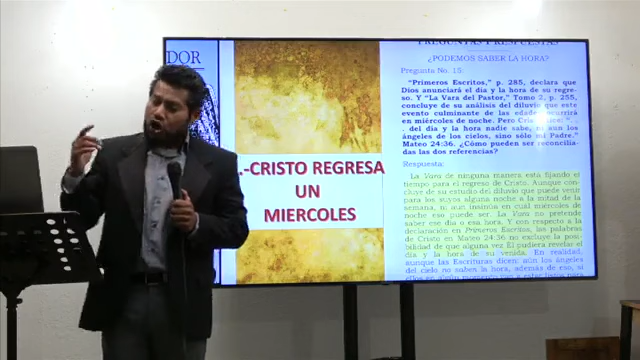 DOR
.-CRISTO REGRESA
UN
MIERCOLES
PREGUNTAS Y RESPUESTAS
¿PODEMOS SABER LA HORA?
Pregunta No. 15:
"Primeros Escritos," p. 285, declara que
Dios anunciará el día y la hora de su regre-
so. Y "La Vara del Pastor," Tomo 2, p. 255,
concluye de su análisis del diluvio que este
evento culminante de las edades ocurrirá
en miércoles de noche. Pero Cris dice: "
. . del día y la hora nadie sabe, ni aun los
ángeles de los cielos, sino sólo mi Padre."
Mateo 24:36. ¿Cómo pueden ser reconcilia-
das las dos referencias?
Respuesta:
La Vara de ninguna manera está fijando el
tiempo para el regreso de Cristo. Aunque con-
cluye de su estudio del diluvio que puede venir
para los suyos alguna noche a la mitad de la
semana, ni aun insinúa en cuál miércoles de
noche eso puede ser. La Vara no pretende
saber ese día o esa hora. Y con respecto a la
declaración en Primeros Escritos, las palabras
de Cristo en Mateo 24:36 no excluye la posi-
bilidad de que alguna vez Él pudiera revelar el
día y la hora de su venida. En realidad,
aunque las Escrituras dicen: aún los ángeles
del cielo no saben la hora, además de eso, si